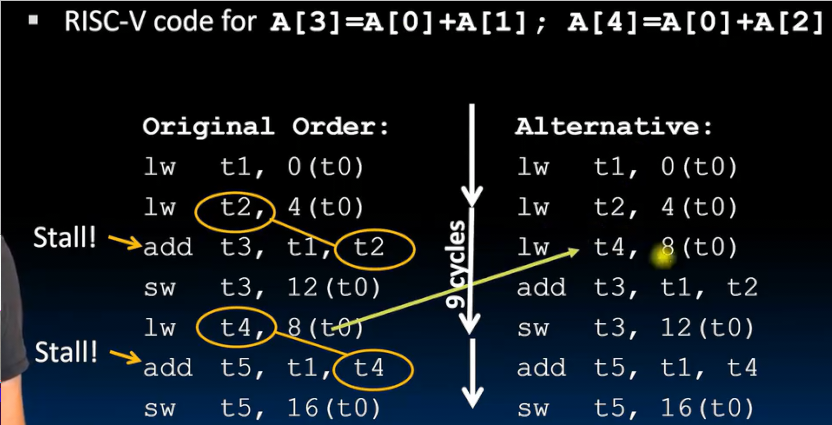 ▪ RISC-V code for A[3]=A[0]+A[1]; A[4]=A[0]+A[2]
Original Order:
lw t1, 0(t0)
lw t2, 4(t0)
Stall! add t3, t1, t2
sw t3, 12(t0)
lw t4, 8(t0)
Stall! add t5, t1, t4
sw t5, 16(t0)
9 cycles
Alternative:
lw t1, 0(t0)
lw t2, 4(t0)
lw t4, 8(t0)
add t3, t1, t2
sw t3, 12(t0)
add t5, t1, t4
sw t5, 16(t0)